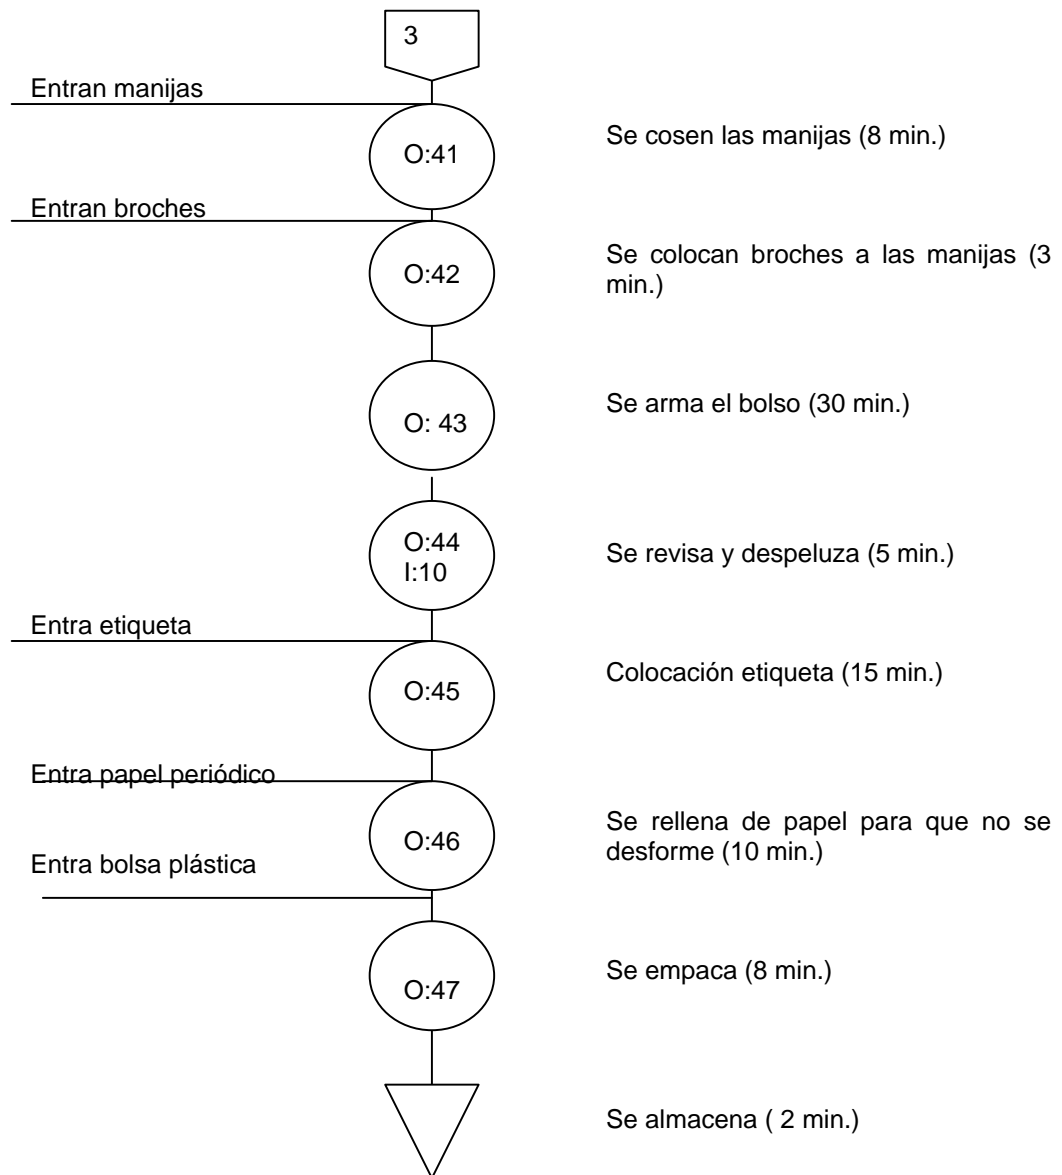 3
Entran manijas
O:41
Se cosen las manijas (8 min.)
Entran broches
O:42
Se colocan broches a las manijas (3
min.)
O: 43
Se arma el bolso (30 min.)
O:44
I:10
Se revisa y despeluza (5 min.)
Entra etiqueta
O:45
Colocación etiqueta (15 min.)
Entra papel periódico
O:46
Se rellena de papel para que no se
desforme (10 min.)
Entra bolsa plástica
O:47
Se empaca (8 min.)
Se almacena ( 2 min.)